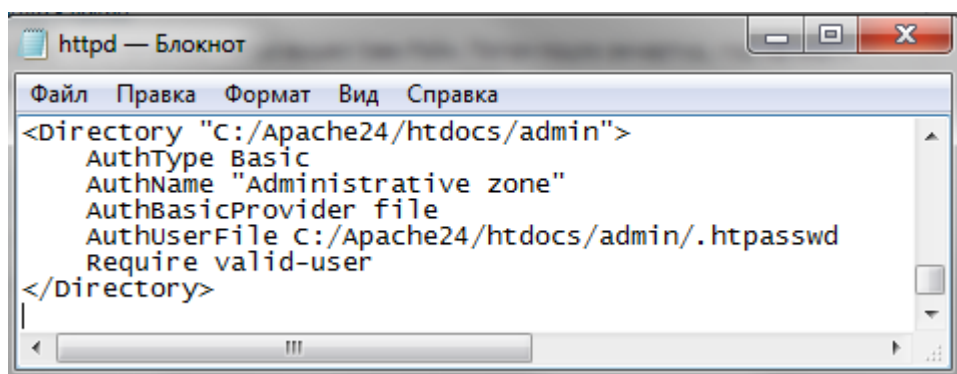 httpd — Блокнот
Файл Правка Формат Вид Справка
<Directory "C:/Apache24/htdocs/admin">
    AuthType Basic
    AuthName "Administrative zone"
    AuthBasicProvider file
    AuthUserFile C:/Apache24/htdocs/admin/.htpasswd
    Require valid-user
</Directory>